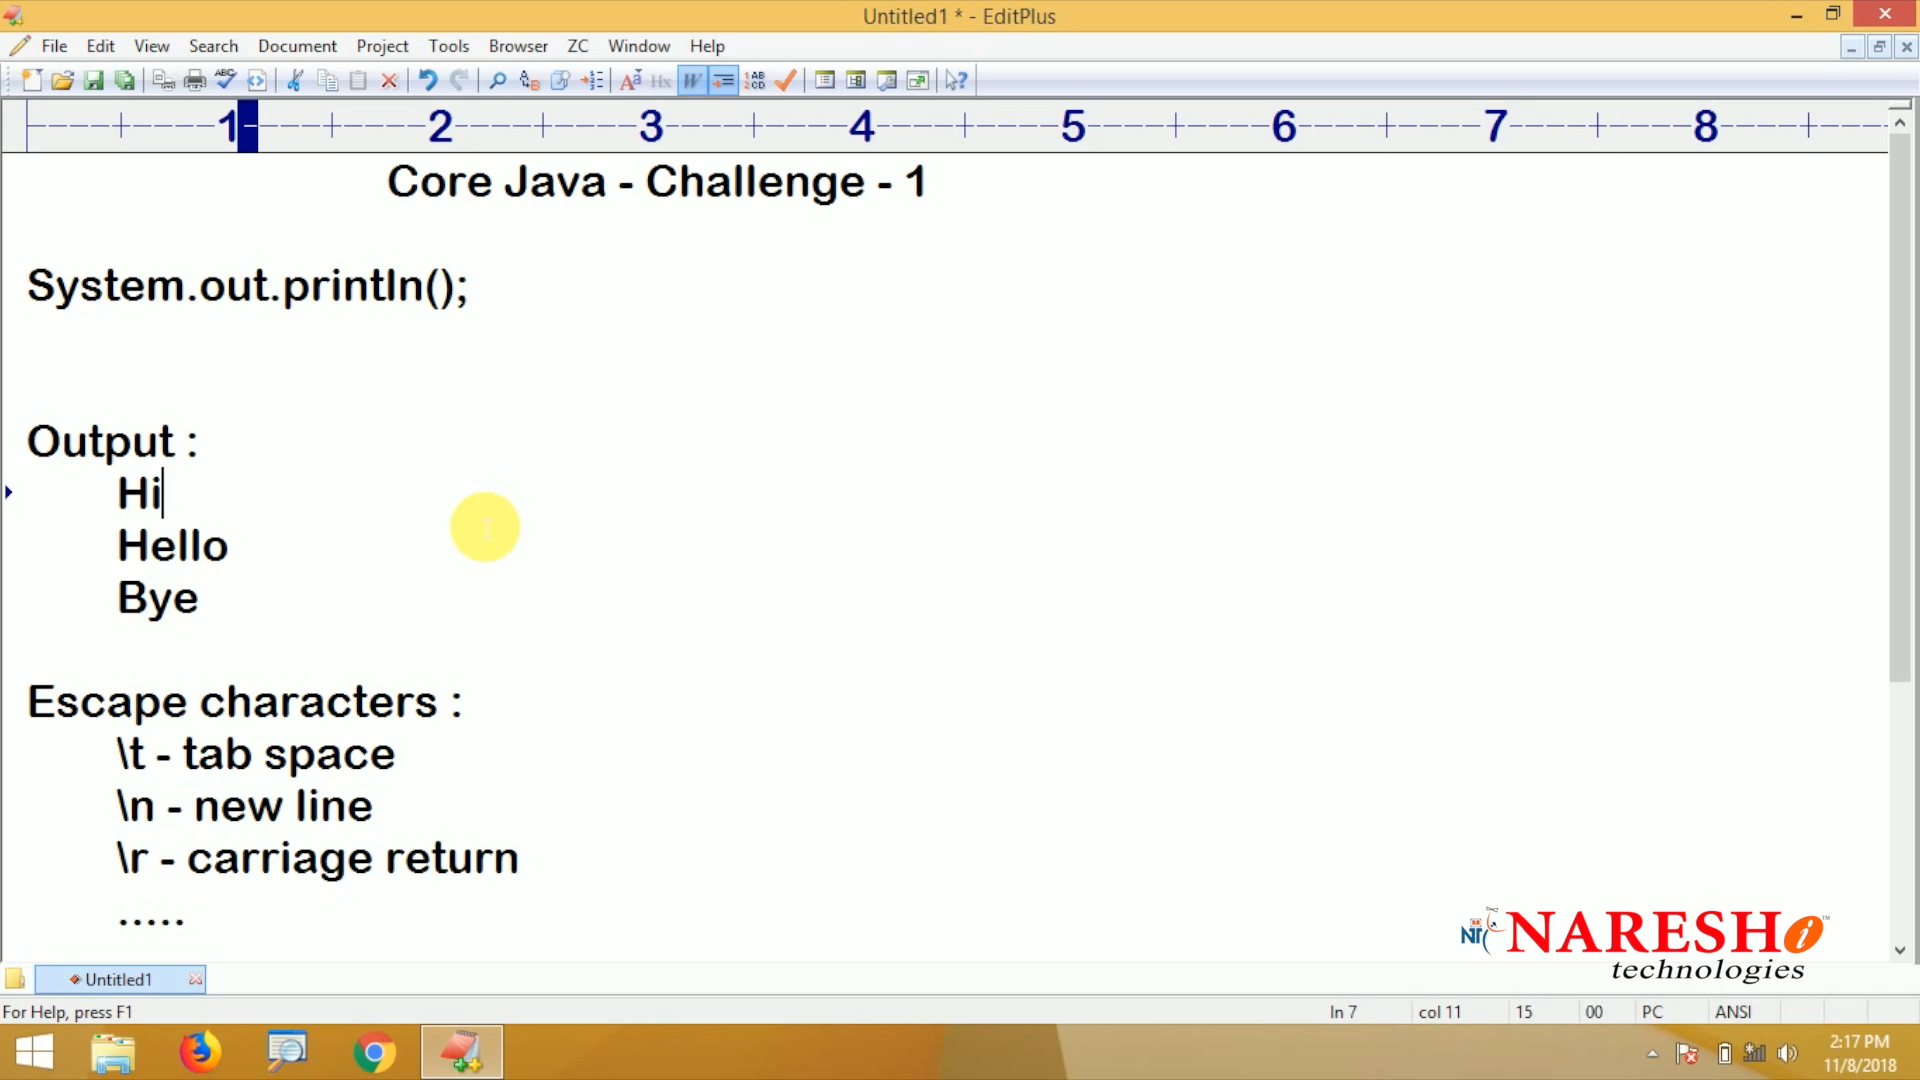 Untitled1 * - EditPlus
File Edit View Search Document Project Tools Browser ZC Window Help
1 2 3 4 5 6 7 8
Core Java - Challenge - 1
System.out.println();
Output :
Hi
Hello
Bye
Escape characters :
\t - tab space
\n - new line
\r - carriage return
.....
NARESHi
technologies
Untitled1
For Help, press F1
ln 7 col 11 15 00 PC ANSI
2:17 PM
11/8/2018